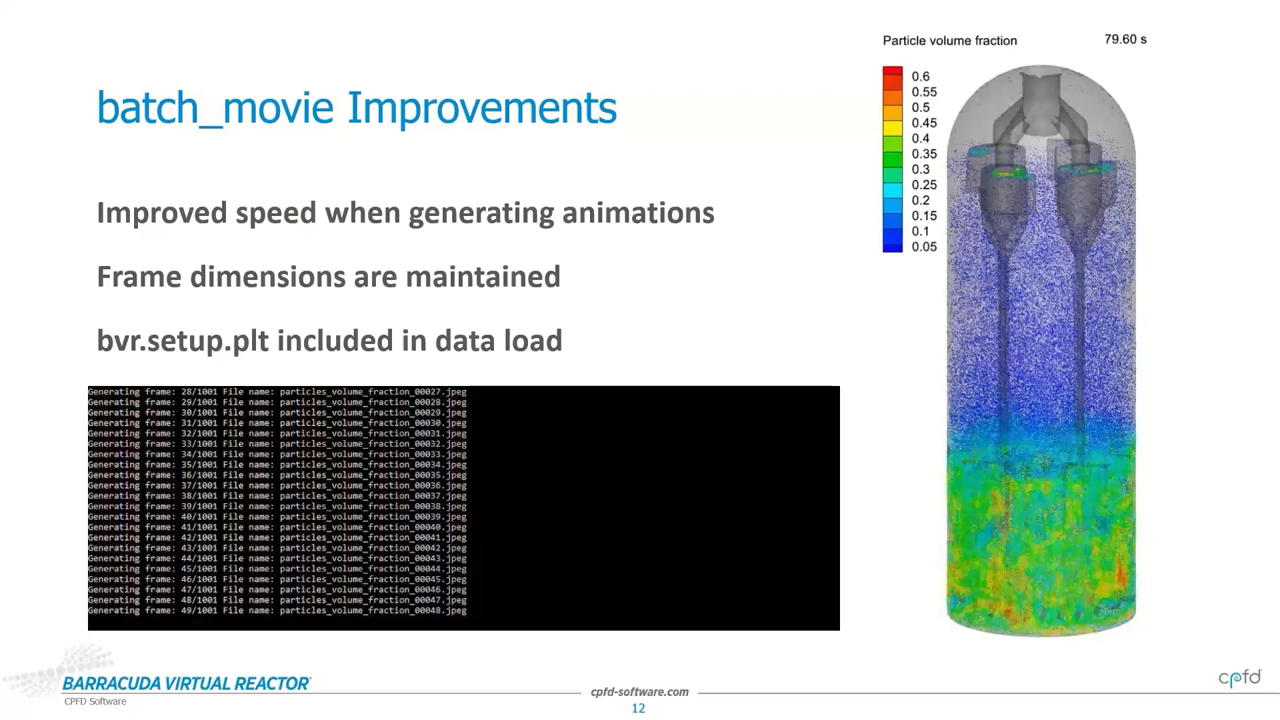 Particle volume fraction 79.60 s
batch_movie Improvements
0.6
0.55
0.5
0.45
0.4
0.35
0.3
0.25
0.2
0.15
0.1
0.05
Improved speed when generating animations
Frame dimensions are maintained
bvr.setup.plt included in data load
Generating frame: 28/1001 File name: particles_volume_fraction_00027.jpeg
Generating frame: 29/1001 File name: particles_volume_fraction_00028.jpeg
Generating frame: 30/1001 File name: particles_volume_fraction_00029.jpeg
Generating frame: 31/1001 File name: particles_volume_fraction_00030.jpeg
Generating frame: 32/1001 File name: particles_volume_fraction_00031.jpeg
Generating frame: 33/1001 File name: particles_volume_fraction_00032.jpeg
Generating frame: 34/1001 File name: particles_volume_fraction_00033.jpeg
Generating frame: 35/1001 File name: particles_volume_fraction_00034.jpeg
Generating frame: 36/1001 File name: particles_volume_fraction_00035.jpeg
Generating frame: 37/1001 File name: particles_volume_fraction_00036.jpeg
Generating frame: 38/1001 File name: particles_volume_fraction_00037.jpeg
Generating frame: 39/1001 File name: particles_volume_fraction_00038.jpeg
Generating frame: 40/1001 File name: particles_volume_fraction_00039.jpeg
Generating frame: 41/1001 File name: particles_volume_fraction_00040.jpeg
Generating frame: 42/1001 File name: particles_volume_fraction_00041.jpeg
Generating frame: 43/1001 File name: particles_volume_fraction_00042.jpeg
Generating frame: 44/1001 File name: particles_volume_fraction_00043.jpeg
Generating frame: 45/1001 File name: particles_volume_fraction_00044.jpeg
Generating frame: 46/1001 File name: particles_volume_fraction_00045.jpeg
Generating frame: 47/1001 File name: particles_volume_fraction_00046.jpeg
Generating frame: 48/1001 File name: particles_volume_fraction_00047.jpeg
Generating frame: 49/1001 File name: particles_volume_fraction_00048.jpeg
BARRACUDA VIRTUAL REACTOR
CPFD Software
cpfd-software.com
12
cpfd